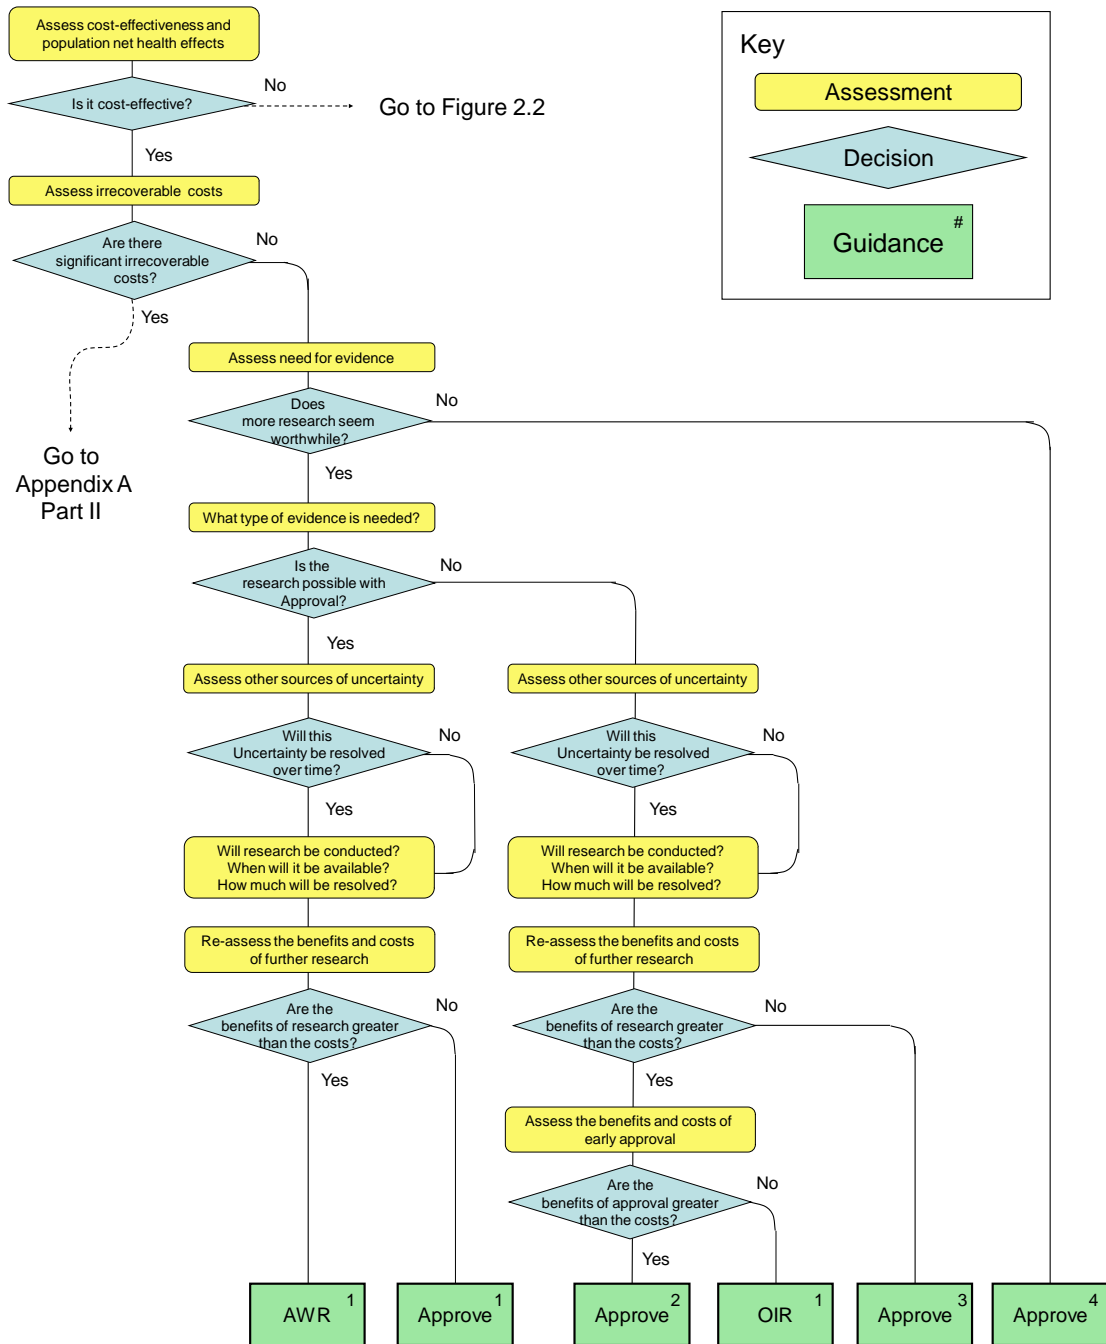 Assess cost-effectiveness and
population net health effects
No
Is it cost-effective?
Go to Figure 2.2
Yes
Assess irrecoverable costs
Are there
significant irrecoverable
costs?
No
Yes
Go to
Appendix A
Part II
Key
Assessment
Decision
#
Guidance
Assess need for evidence
Does
more research seem
worthwhile?
No
Yes
What type of evidence is needed?
Is the
research possible with
Approval?
No
Yes
Assess other sources of uncertainty
Will this
Uncertainty be resolved
over time?
No
Yes
Will research be conducted?
When will it be available?
How much will be resolved?
Re-assess the benefits and costs
of further research
Are the
benefits of research greater
than the costs?
No
Yes
Assess other sources of uncertainty
Will this
Uncertainty be resolved
over time?
No
Yes
Will research be conducted?
When will it be available?
How much will be resolved?
Re-assess the benefits and costs
of further research
Are the
benefits of research greater
than the costs?
No
Yes
Assess the benefits and costs of
early approval
Are the
benefits of approval greater
than the costs?
No
Yes
AWR 1
Approve 1
Approve 2
OIR 1
Approve 3
Approve 4